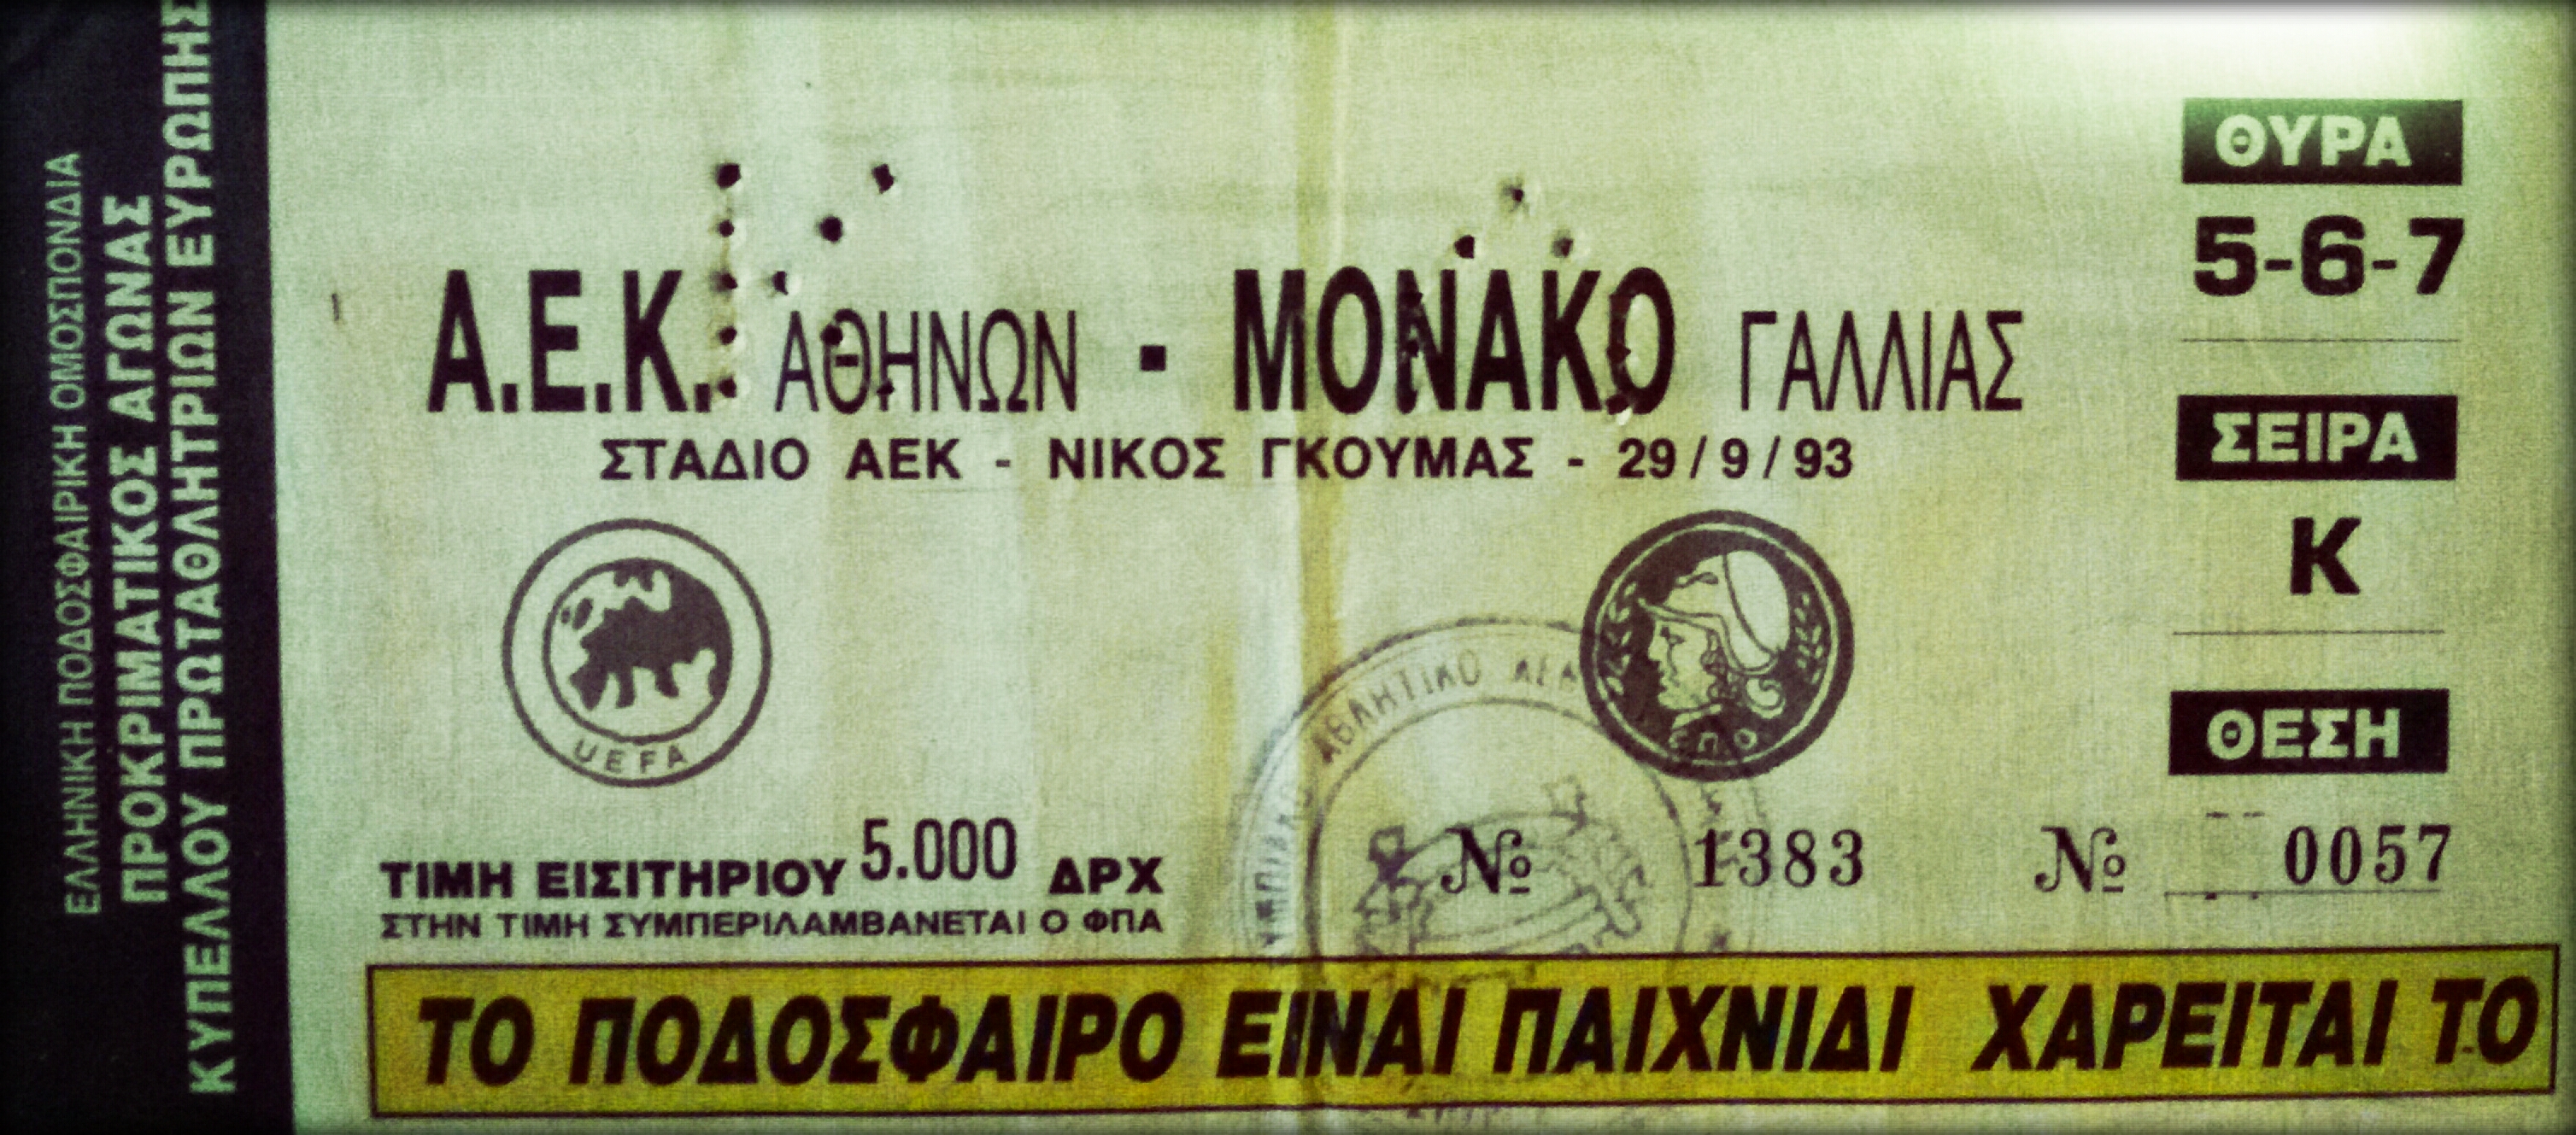 ΕΛΛΗΝΙΚΗ ΠΟΔΟΣΦΑΙΡΙΚΗ ΟΜΟΣΠΟΝΔΙΑ
ΠΡΟΚΡΙΜΑΤΙΚΟΣ ΑΓΩΝΑΣ
ΚΥΠΕΛΛΟΥ ΠΡΩΤΑΘΛΗΤΡΙΩΝ ΕΥΡΩΠΗΣ
Α.Ε.Κ. ΑΘΗΝΩΝ - ΜΟΝΑΚΟ ΓΑΛΛΙΑΣ
ΣΤΑΔΙΟ ΑΕΚ - ΝΙΚΟΣ ΓΚΟΥΜΑΣ - 29/9/93
UEFA
Ε.Π.Ο.
ΑΘΛΗΤΙΚΟ
ΤΙΜΗ ΕΙΣΙΤΗΡΙΟΥ 5.000 ΔΡΧ
ΣΤΗΝ ΤΙΜΗ ΣΥΜΠΕΡΙΛΑΜΒΑΝΕΤΑΙ Ο ΦΠΑ
№ 1383
ΘΥΡΑ
5-6-7
ΣΕΙΡΑ
Κ
ΘΕΣΗ
№ 0057
ΤΟ ΠΟΔΟΣΦΑΙΡΟ ΕΙΝΑΙ ΠΑΙΧΝΙΔΙ ΧΑΡΕΙΤΑΙ ΤΟ